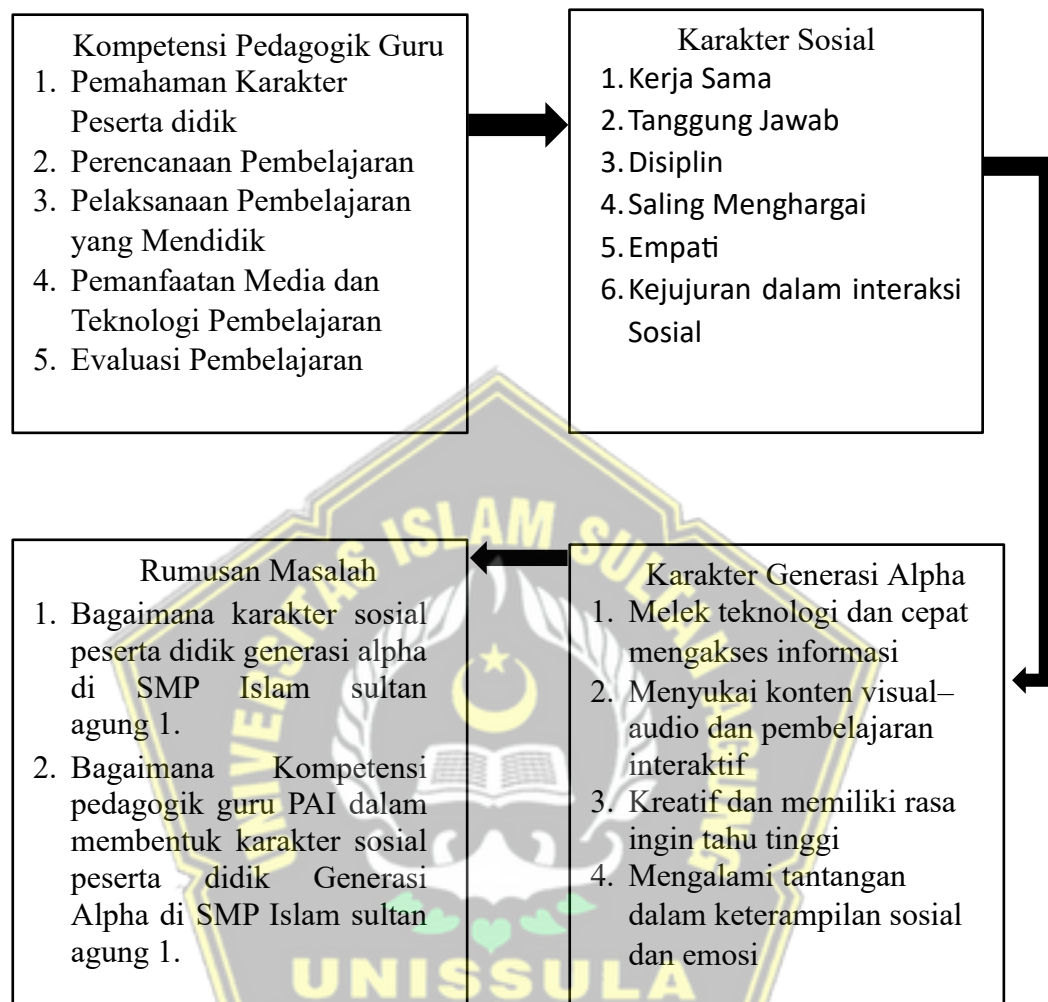 Kompetensi Pedagogik Guru
1. Pemahaman Karakter
Peserta didik
2. Perencanaan Pembelajaran
3. Pelaksanaan Pembelajaran
yang Mendidik
4. Pemanfaatan Media dan
Teknologi Pembelajaran
5. Evaluasi Pembelajaran
Karakter Sosial
1. Kerja Sama
2. Tanggung Jawab
3. Disiplin
4. Saling Menghargai
5. Empati
6. Kejujuran dalam interaksi
Sosial
Rumusan Masalah
1. Bagaimana karakter sosial
peserta didik generasi alpha
di SMP Islam sultan
agung 1.
2. Bagaimana Kompetensi
pedagogik guru PAI dalam
membentuk karakter sosial
peserta didik Generasi
Alpha di SMP Islam sultan
agung 1.
Karakter Generasi Alpha
1. Melek teknologi dan cepat
mengakses informasi
2. Menyukai konten visual–
audio dan pembelajaran
interaktif
3. Kreatif dan memiliki rasa
ingin tahu tinggi
4. Mengalami tantangan
dalam keterampilan sosial
dan emosi
UNIVERSITAS ISLAM SULTAN AGUNG
UNISSULA